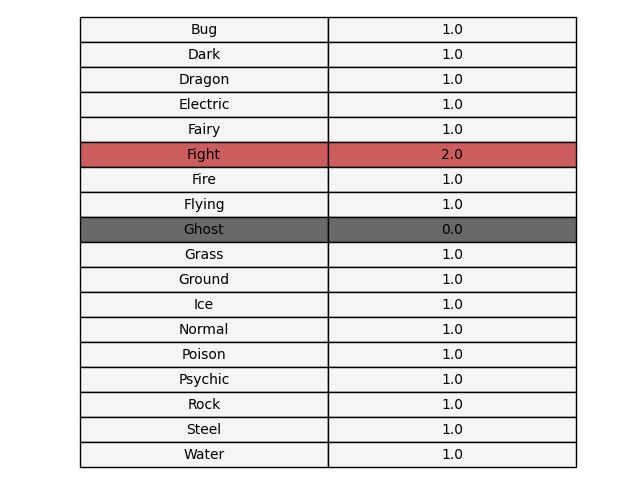 Bug 1.0
Dark 1.0
Dragon 1.0
Electric 1.0
Fairy 1.0
Fight 2.0
Fire 1.0
Flying 1.0
Ghost 0.0
Grass 1.0
Ground 1.0
Ice 1.0
Normal 1.0
Poison 1.0
Psychic 1.0
Rock 1.0
Steel 1.0
Water 1.0